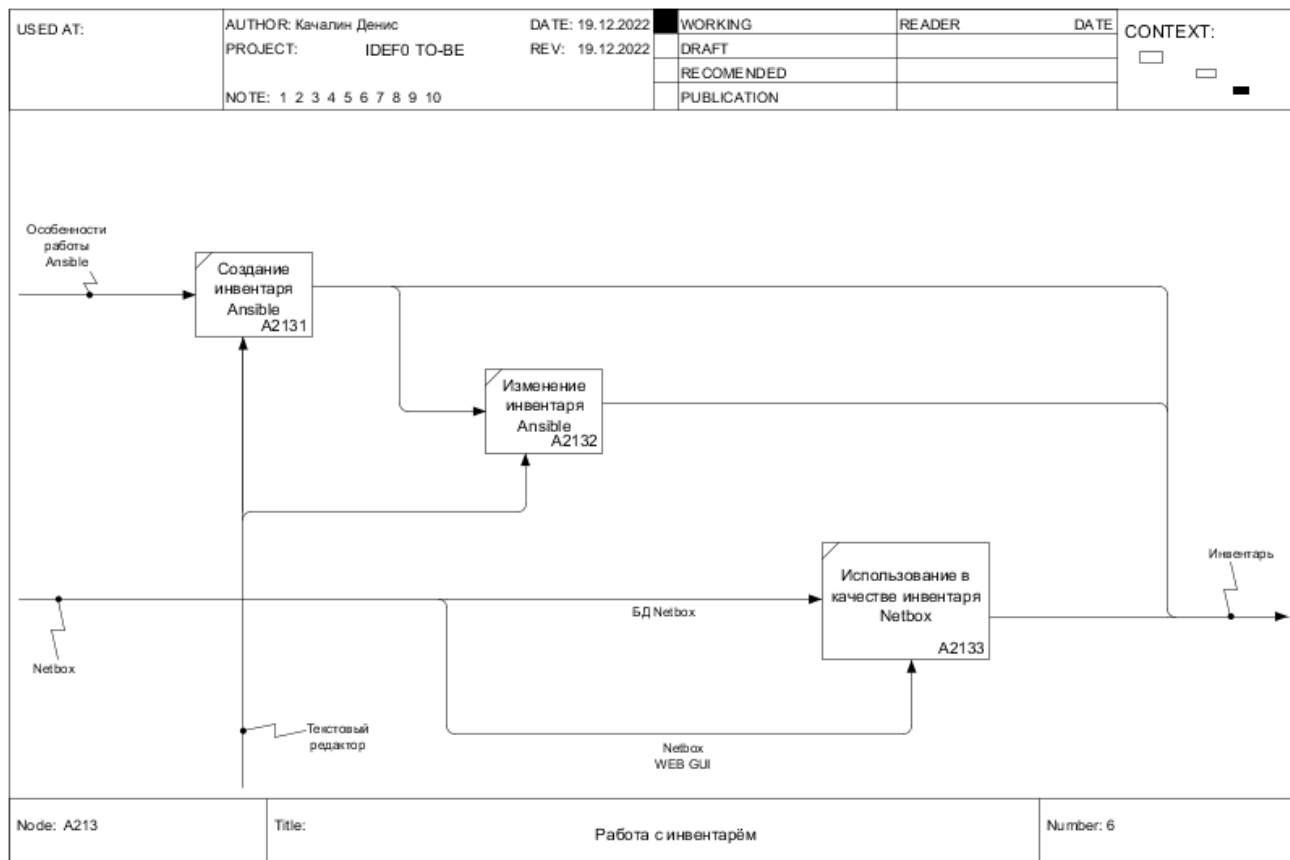 USED AT:
AUTHOR: Качалин Денис
DATE: 19.12.2022
PROJECT: IDEF0 TO-BE
REV: 19.12.2022
NOTE: 1 2 3 4 5 6 7 8 9 10
WORKING
DRAFT
RECOMENDED
PUBLICATION
READER
DATE
CONTEXT:
Особенности
работы
Ansible
Создание
инвентаря
Ansible
A2131
Изменение
инвентаря
Ansible
A2132
Использование в
качестве инвентаря
Netbox
A2133
Инвентарь
БД Netbox
Netbox
Текстовый
редактор
Netbox
WEB GUI
Node: A213
Title:
Работа с инвентарём
Number: 6